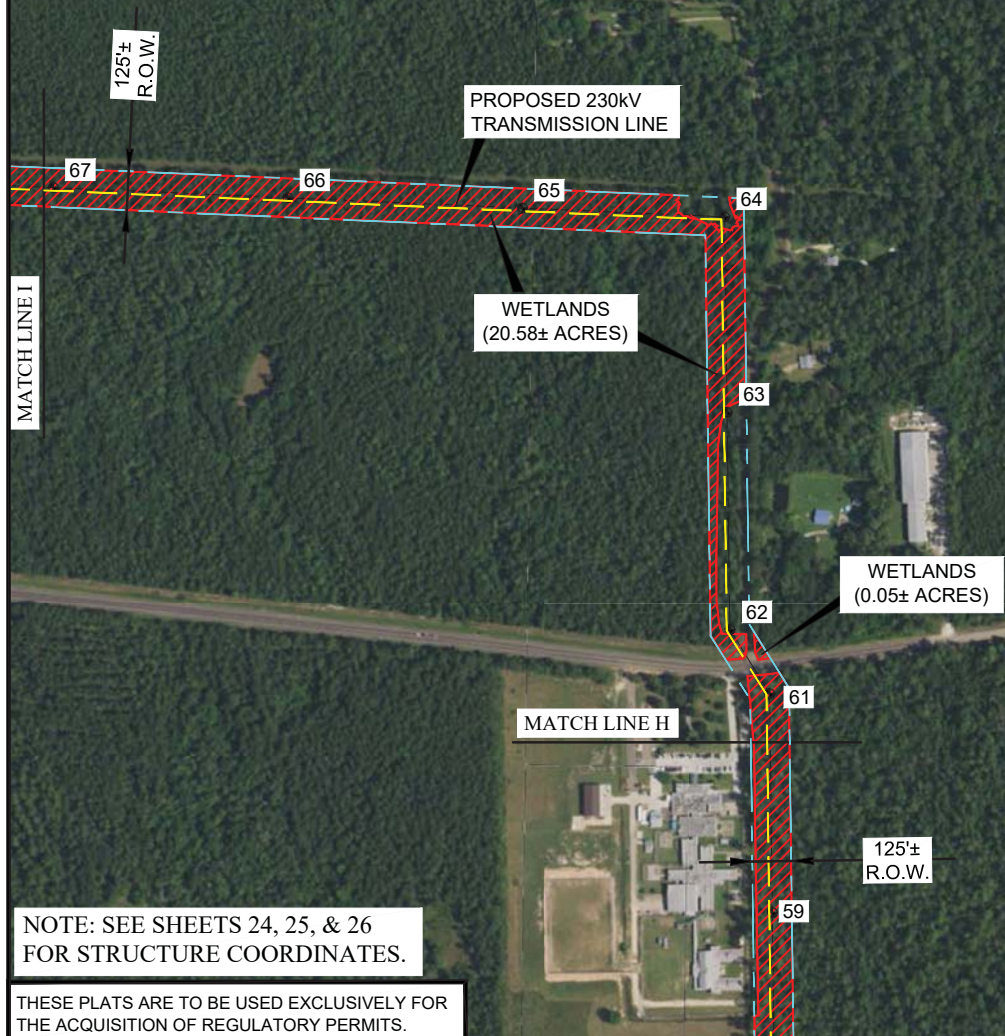 125'±
R.O.W.
PROPOSED 230kV
TRANSMISSION LINE
67
66
65
64
MATCH LINE I
WETLANDS
(20.58± ACRES)
63
WETLANDS
(0.05± ACRES)
62
61
MATCH LINE H
125'±
R.O.W.
59
NOTE: SEE SHEETS 24, 25, & 26
FOR STRUCTURE COORDINATES.
THESE PLATS ARE TO BE USED EXCLUSIVELY FOR
THE ACQUISITION OF REGULATORY PERMITS.